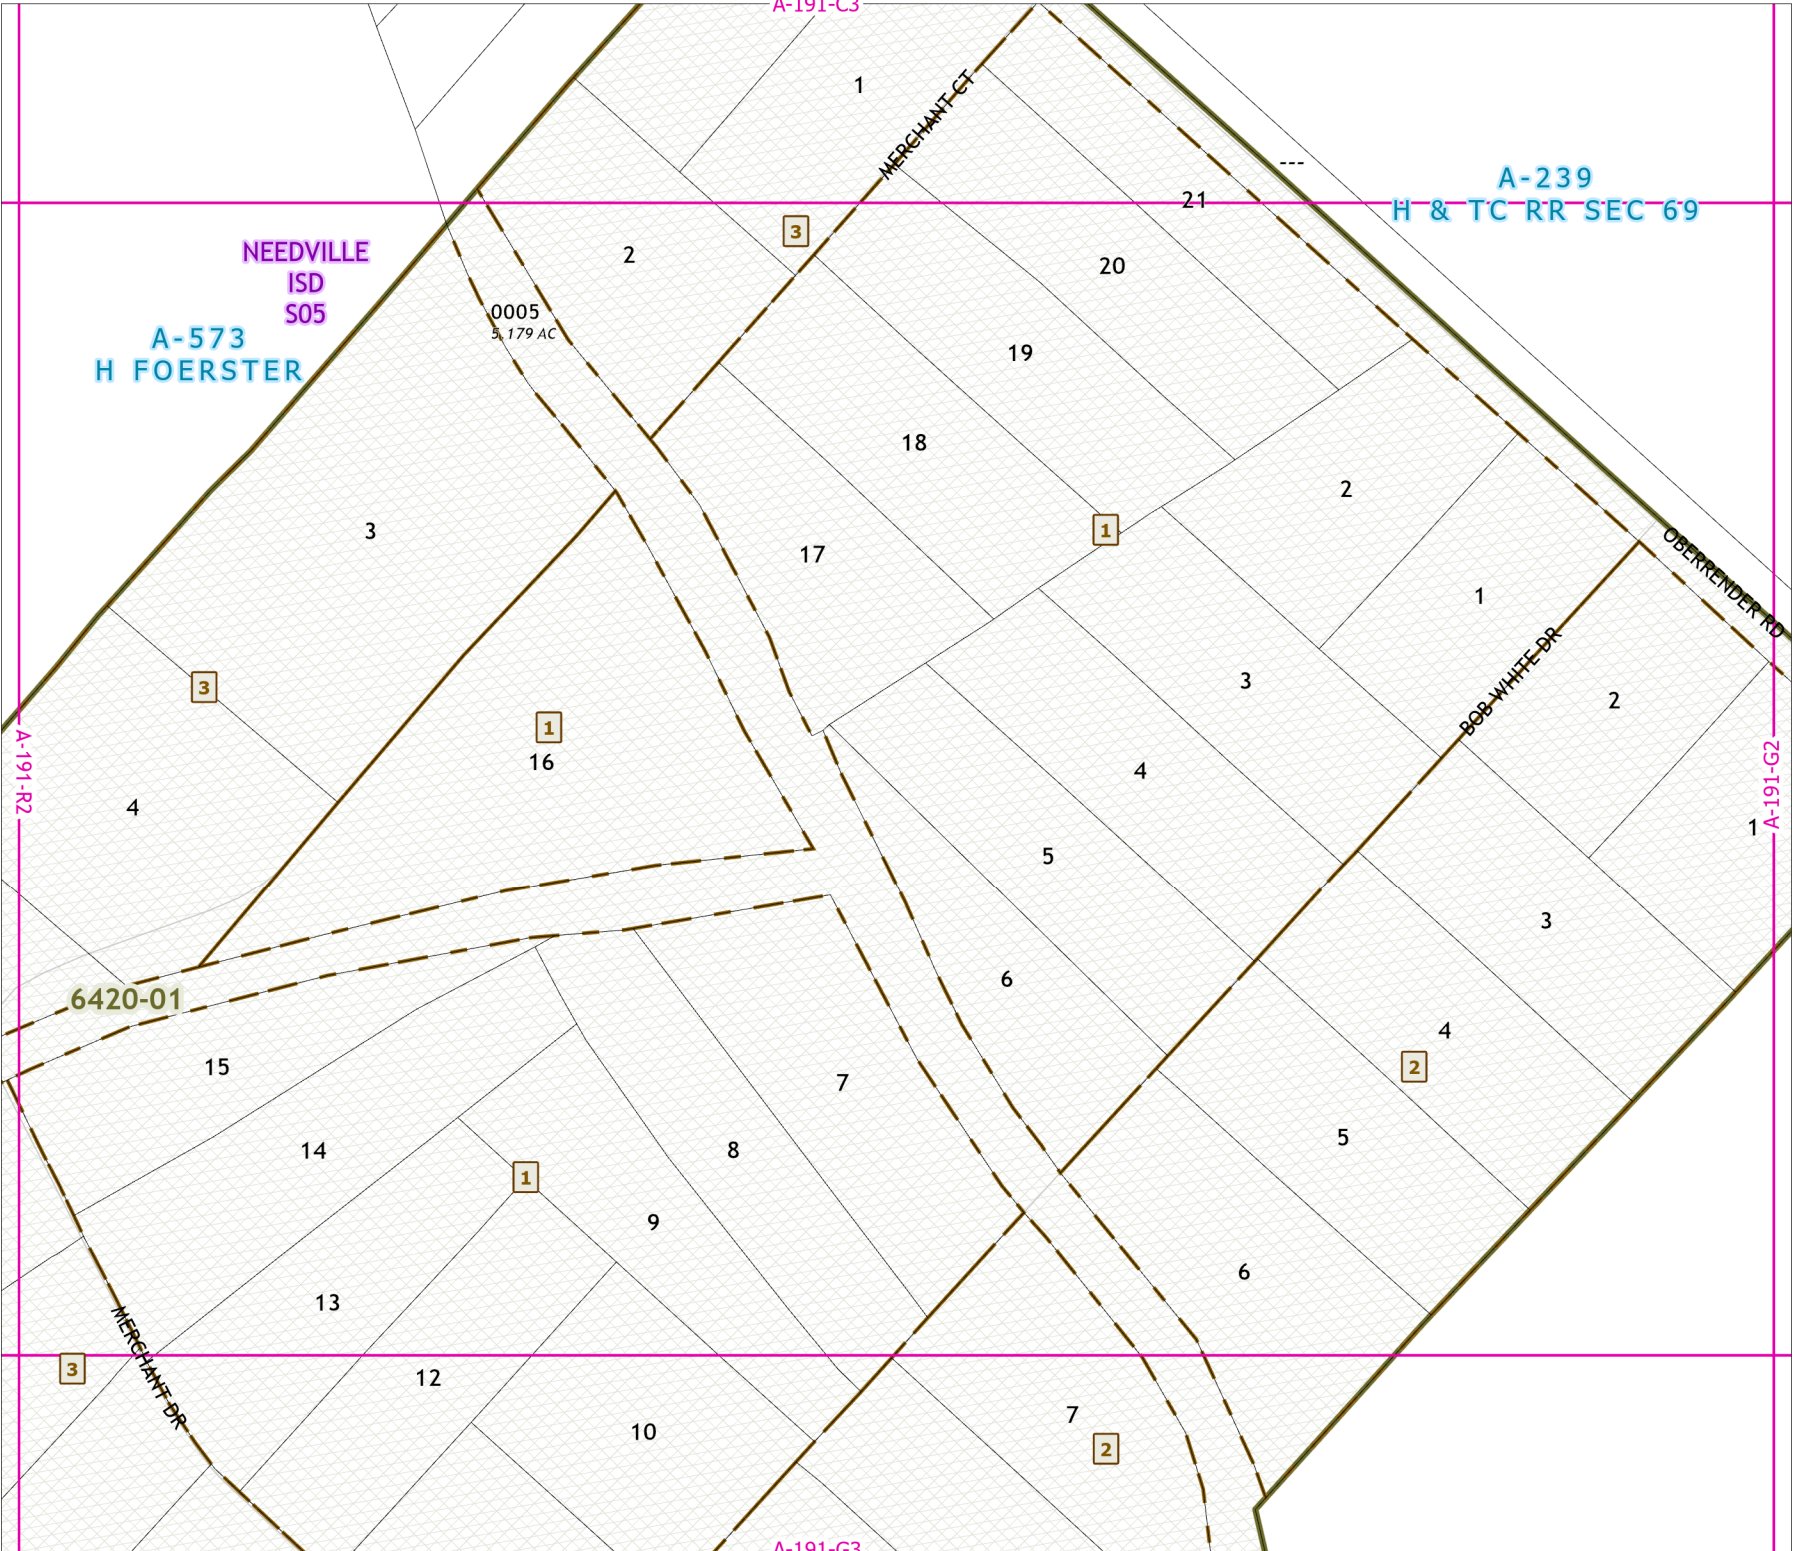 A-191-C3
1
MERCHANT CT
---
A-239
H & TC RR SEC 69
21
3
2
NEEDVILLE
ISD
S05
20
0005
5.179 AC
A-573
H FOERSTER
19
18
2
3
1
17
OBERRENDER RD
1
BOB WHITE DR
3
3
2
1
16
A-191-R2
A-191-G2
4
4
1
5
3
6
6420-01
4
15
2
7
5
14
8
1
9
6
13
MERCHANT DR
3
12
7
10
2
A-191-G3